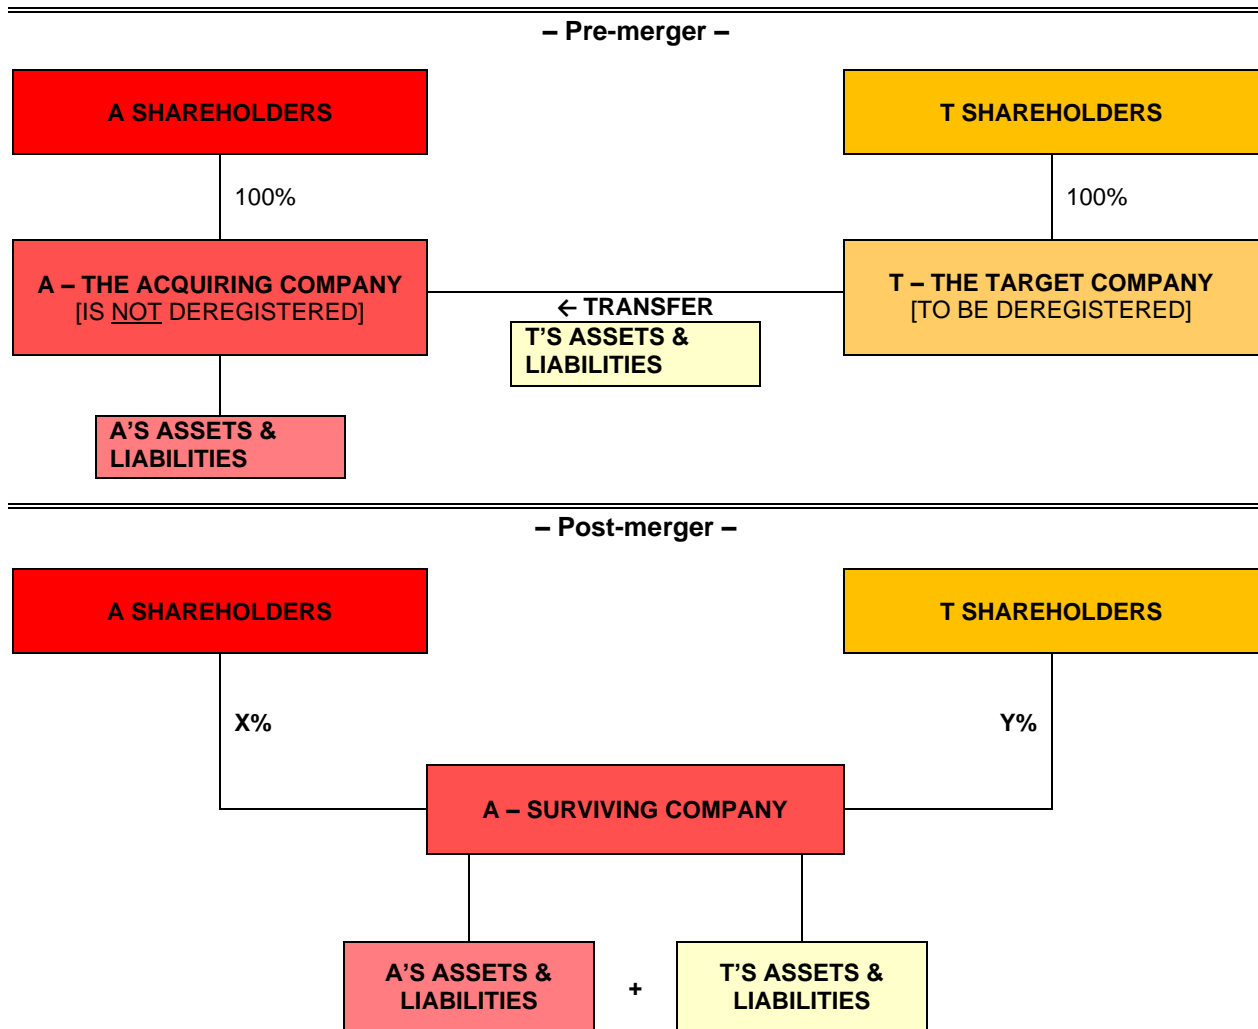 – Pre-merger –
A SHAREHOLDERS
T SHAREHOLDERS
100%
100%
A – THE ACQUIRING COMPANY
[IS NOT DEREGISTERED]
← TRANSFER
T'S ASSETS &
LIABILITIES
T – THE TARGET COMPANY
[TO BE DEREGISTERED]
A'S ASSETS &
LIABILITIES
– Post-merger –
A SHAREHOLDERS
T SHAREHOLDERS
X%
Y%
A – SURVIVING COMPANY
A'S ASSETS &
LIABILITIES
+
T'S ASSETS &
LIABILITIES